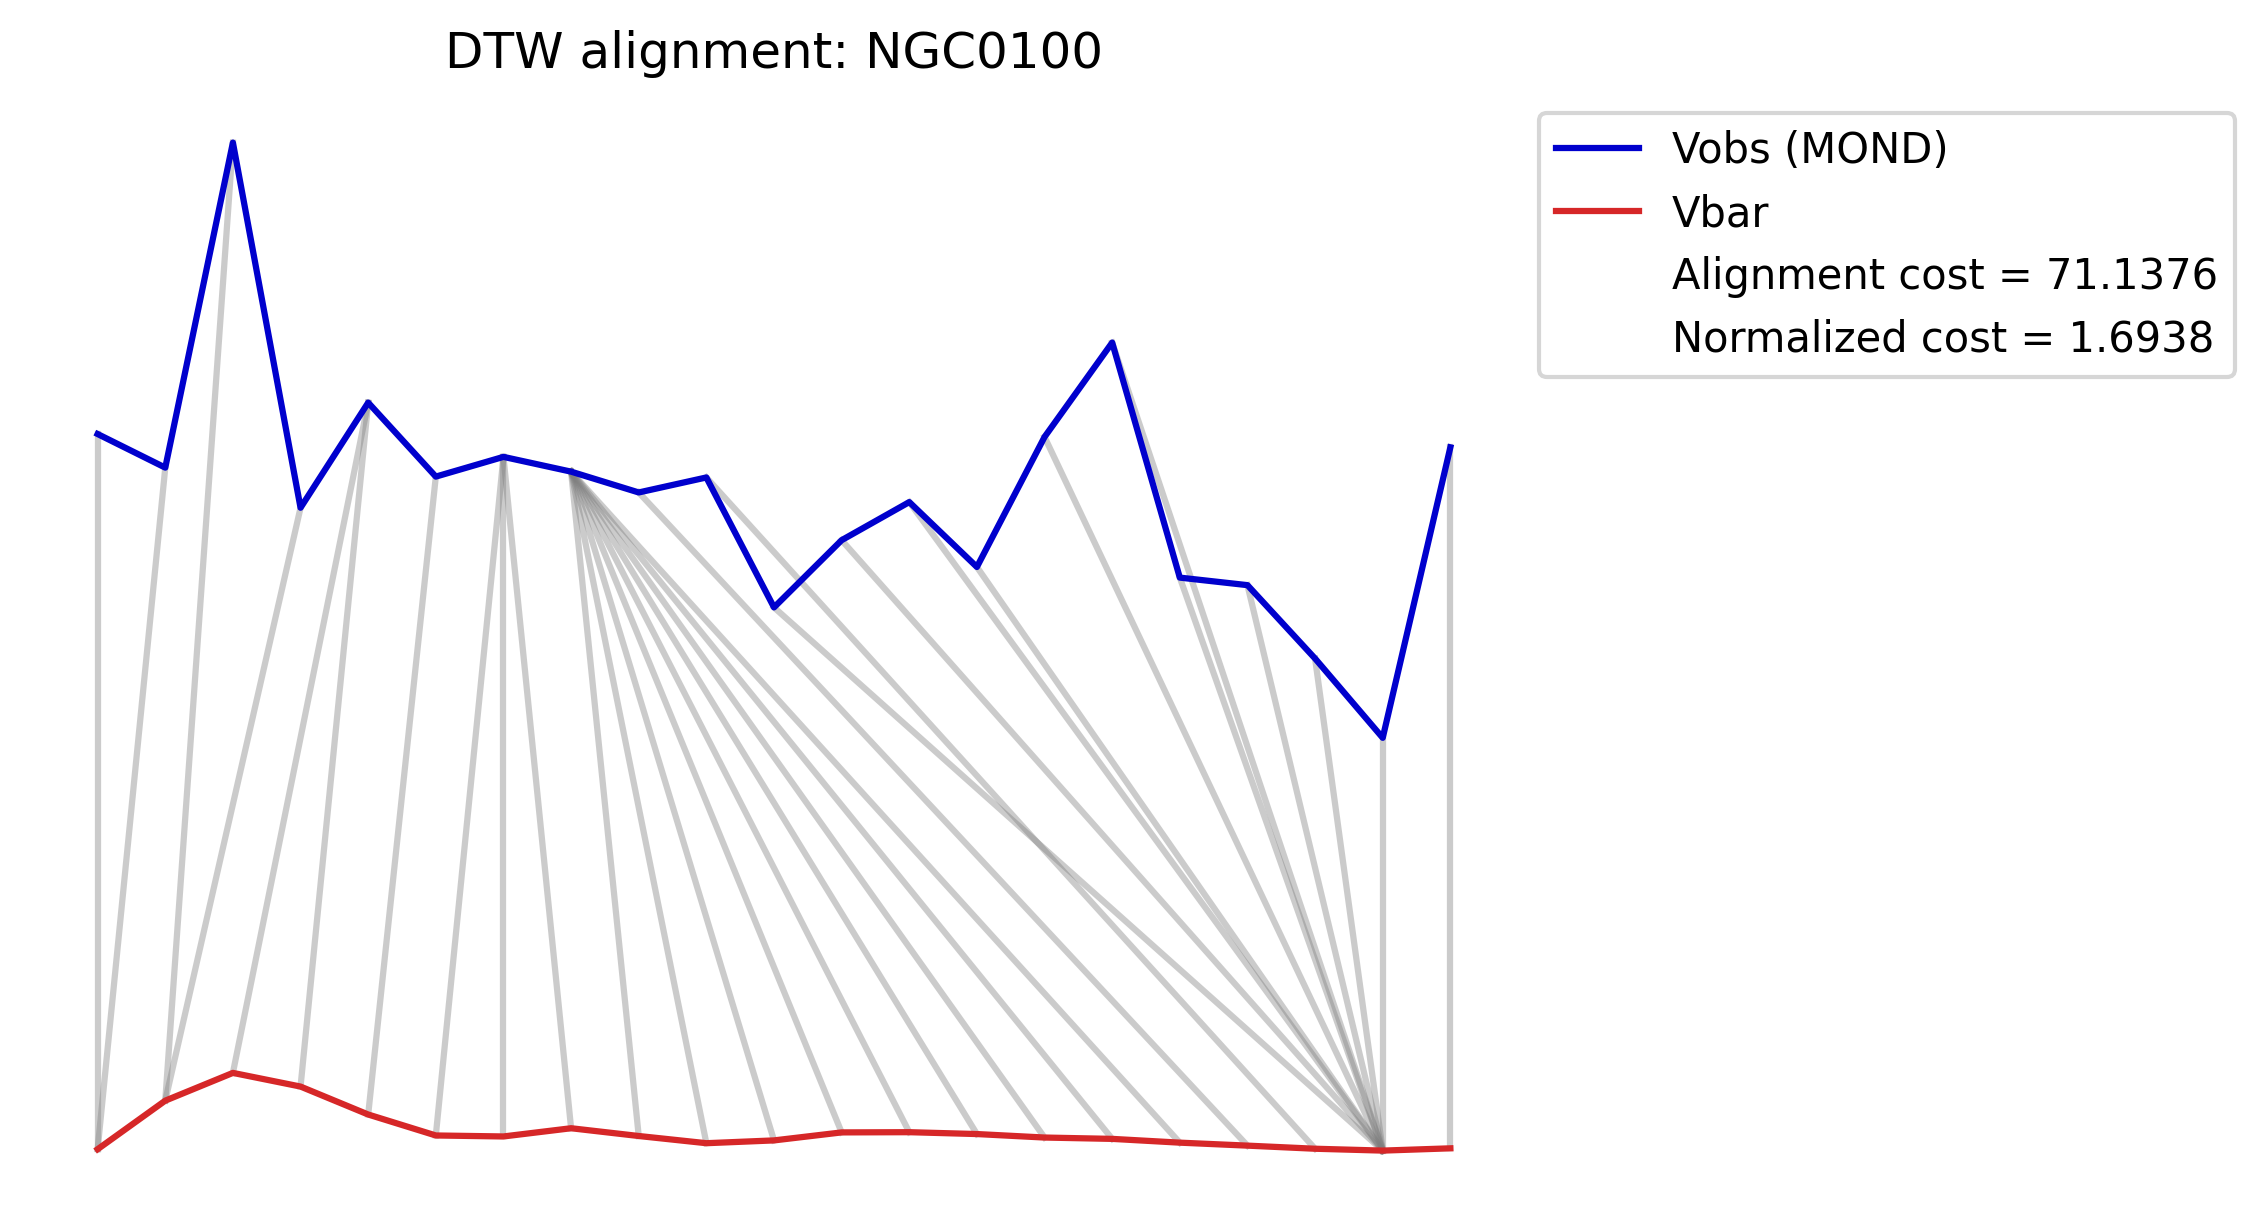 DTW alignment: NGC0100
Vobs (MOND)
Vbar
Alignment cost = 71.1376
Normalized cost = 1.6938